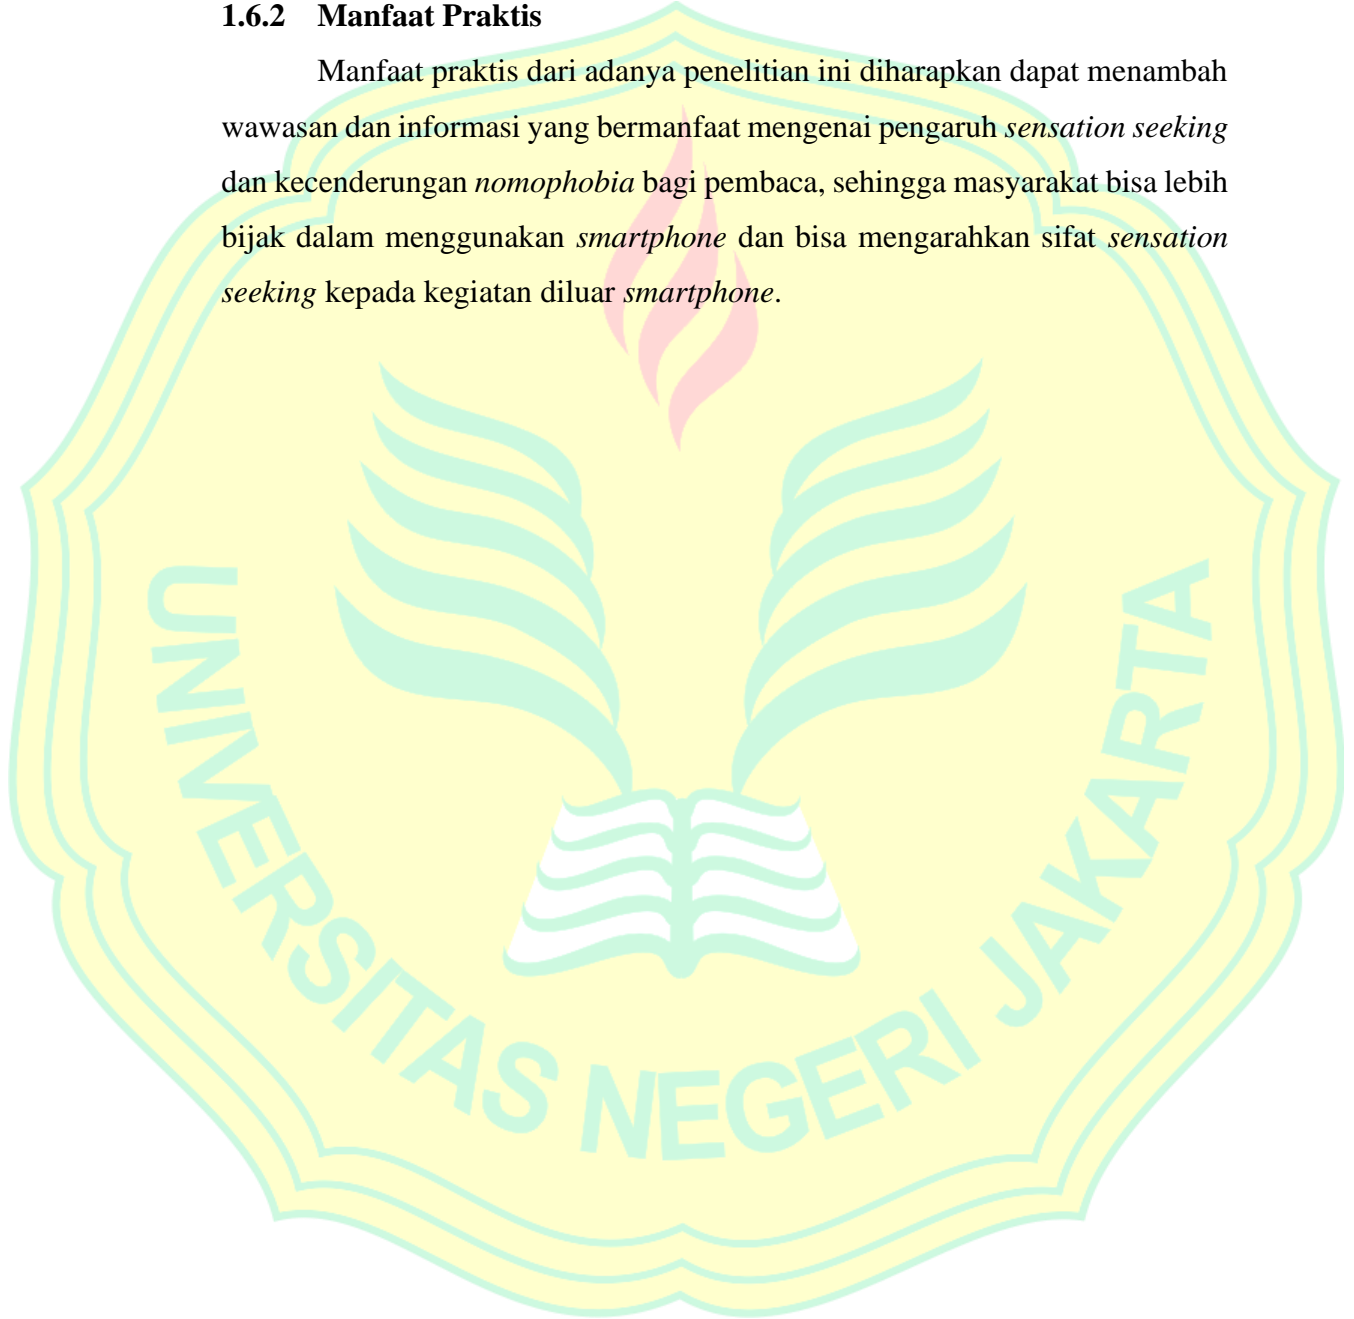 1.6.2 Manfaat Praktis
Manfaat praktis dari adanya penelitian ini diharapkan dapat menambah
wawasan dan informasi yang bermanfaat mengenai pengaruh sensation seeking
dan kecenderungan nomophobia bagi pembaca, sehingga masyarakat bisa lebih
bijak dalam menggunakan smartphone dan bisa mengarahkan sifat sensation
seeking kepada kegiatan diluar smartphone.
UNIVERSITAS NEGERI JAKARTA